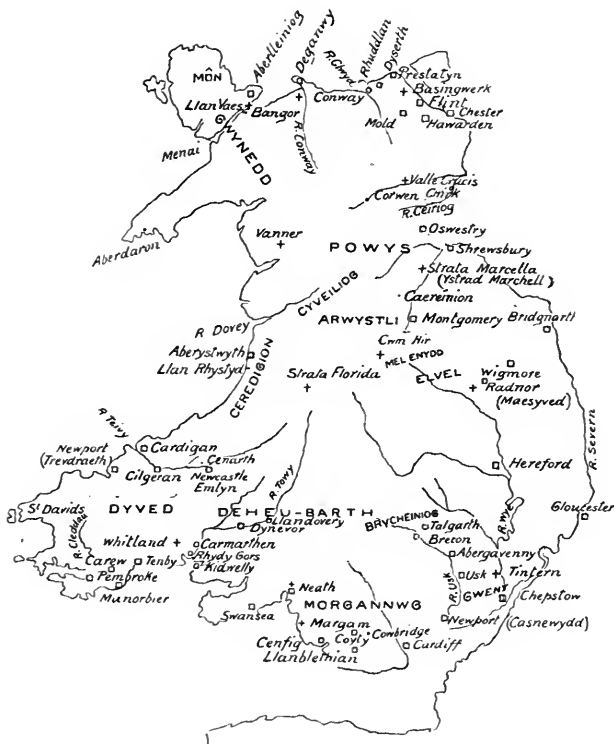 MÔN
Aberlleiniog
Deganwy
R. Clwyd
Rhuddlan
Dyserth
Prestatyn
Basingwerk
Flint
Chester
Hawarden
Mold
Conway
Bangor
Llan Vaes
GWYNEDD
Menai
R. Conway
Valle Crucis
Corwen
R. Ceiriog
Oswestry
Aberdaron
Vanner
POWYS
Shrewsbury
Strata Marcella
(Ystrad Marchell)
CYVEILIOG
Caereinion
R. Dovey
ARWYSTLI
Montgomery
Bridgnorth
Cwm Hir
MELENYDD
Aberystwyth
Llan Rhystyd
CEREDIGION
Strata Florida
ELVEL
Wigmore
Radnor
(Maesyved)
R. Severn
R. Teivy
Cardigan
Newport
(Trevdraeth)
Cilgeran
Cenarth
Newcastle
Emlyn
R. Towy
Hereford
St Davids
DYVED
DEHEU-BARTH
Llandovery
Dynevor
BRYCHEINIOG
Talgarth
Brecon
R. Wye
Gloucester
R. Cleddau
Whitland
Carmarthen
Rhydy Gors
Kidwelly
Abergavenny
Carew
Tenby
Pembroke
Manorbier
Usk
R. Usk
Tintern
GWENT
Chepstow
Neath
MORGANNWG
Swansea
Margam
Cenfig
Coyty
Cowbridge
Llanblethian
Cardiff
Newport (Casnewydd)